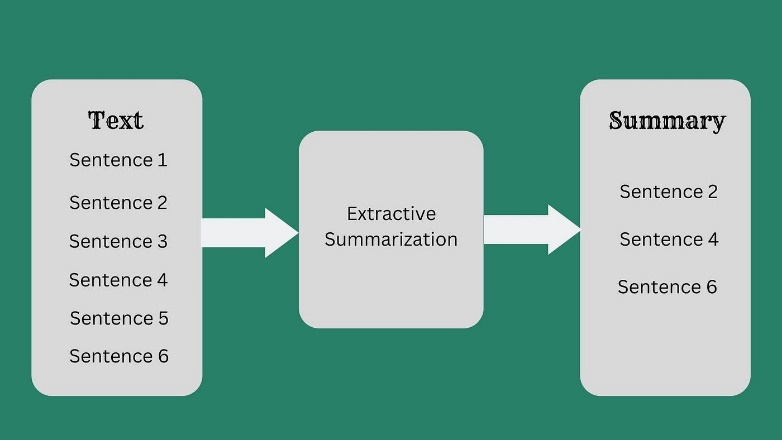 Text
Sentence 1
Sentence 2
Sentence 3
Sentence 4
Sentence 5
Sentence 6
Extractive
Summarization
Summary
Sentence 2
Sentence 4
Sentence 6